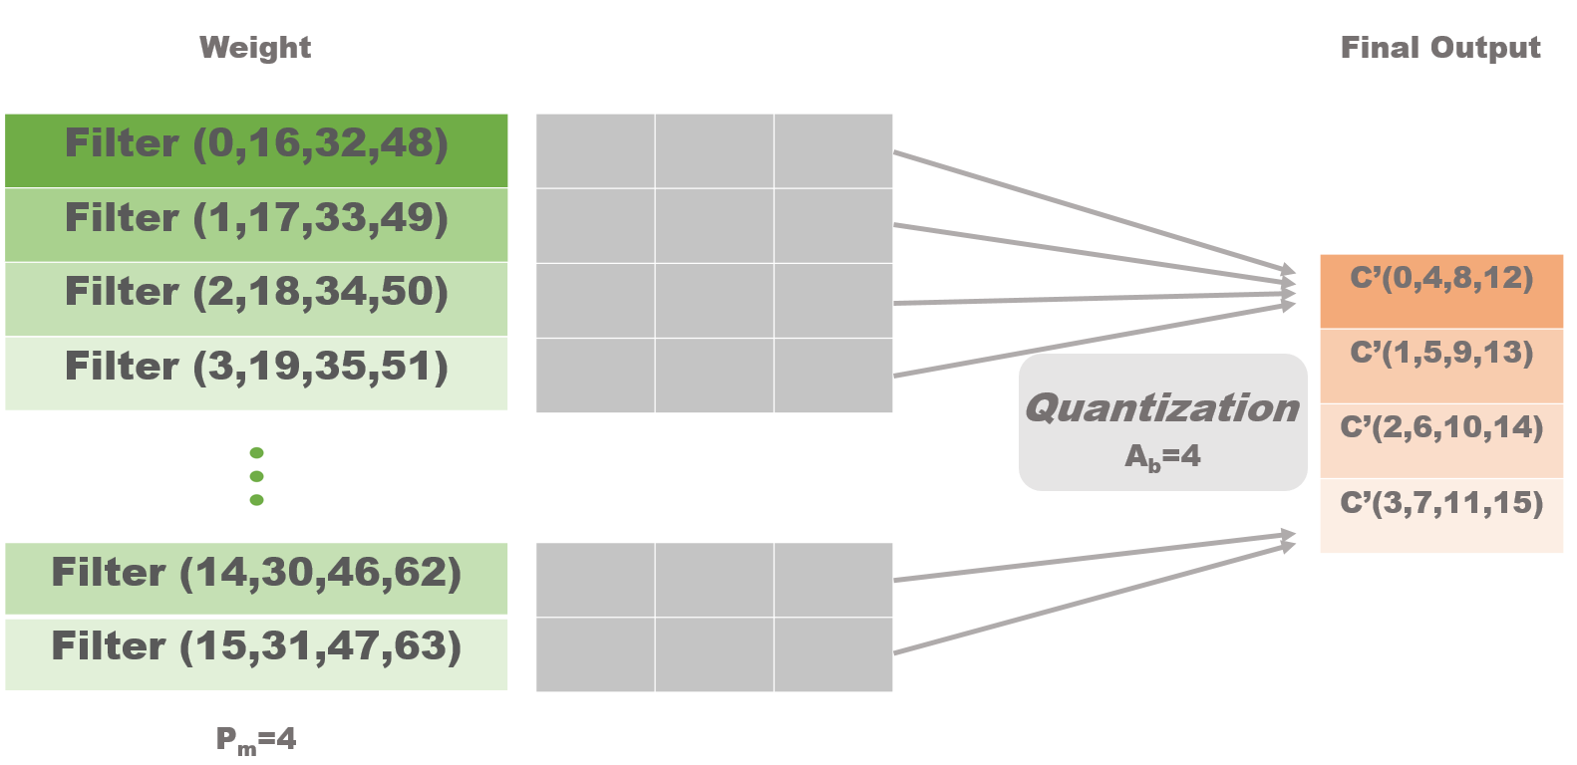 Weight
Final Output
Filter (0,16,32,48)
Filter (1,17,33,49)
Filter (2,18,34,50)
Filter (3,19,35,51)
Filter (14,30,46,62)
Filter (15,31,47,63)
Pm=4
Quantization
Ab=4
C’(0,4,8,12)
C’(1,5,9,13)
C’(2,6,10,14)
C’(3,7,11,15)